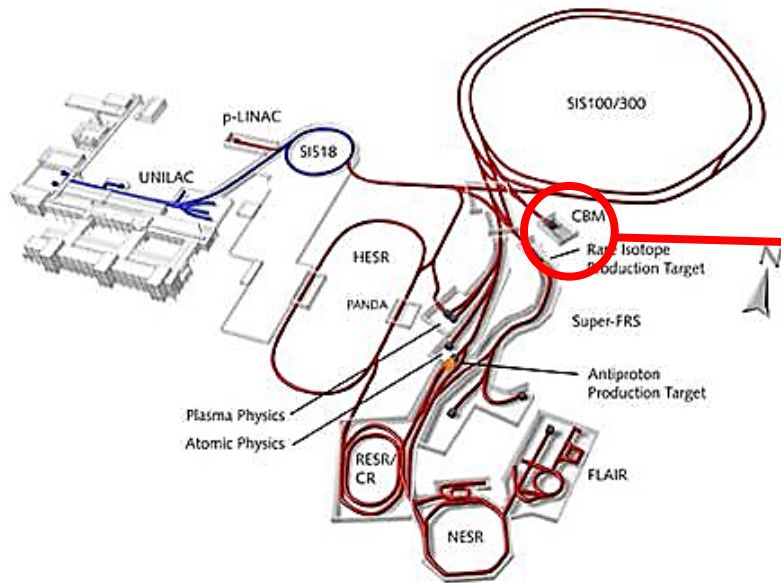 SIS100/300
p-LINAC
SIS18
UNILAC
CBM
HESR
Rare Isotope
Production Target
N
PANDA
Super-FRS
Antiproton
Production Target
Plasma Physics
Atomic Physics
RESR/
CR
FLAIR
NESR